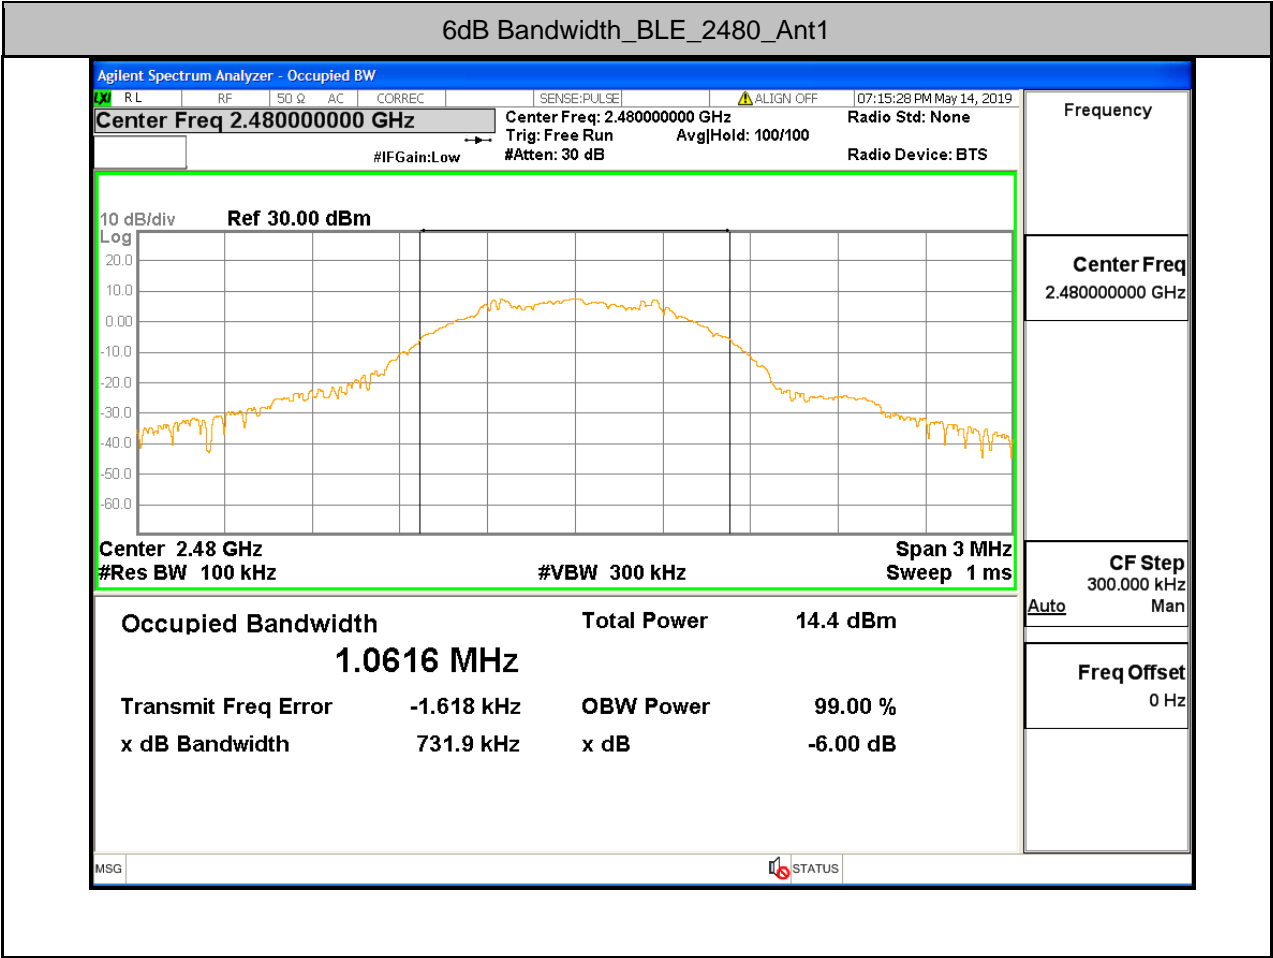 6dB Bandwidth_BLE_2480_Ant1
Agilent Spectrum Analyzer - Occupied BW
LXI RL RF 50 Ω AC CORREC SENSE:PULSE ALIGN OFF 07:15:28 PM May 14, 2019
Center Freq 2.480000000 GHz
Center Freq: 2.480000000 GHz
Radio Std: None
Trig: Free Run Avg|Hold: 100/100
#IFGain:Low
#Atten: 30 dB
Radio Device: BTS
10 dB/div Ref 30.00 dBm
Log
20.0
10.0
0.00
-10.0
-20.0
-30.0
-40.0
-50.0
-60.0
Center 2.48 GHz Span 3 MHz
#Res BW 100 kHz #VBW 300 kHz Sweep 1 ms
Occupied Bandwidth Total Power 14.4 dBm
1.0616 MHz
Transmit Freq Error -1.618 kHz OBW Power 99.00 %
x dB Bandwidth 731.9 kHz x dB -6.00 dB
MSG STATUS
Frequency
Center Freq
2.480000000 GHz
CF Step
300.000 kHz
Auto Man
Freq Offset
0 Hz